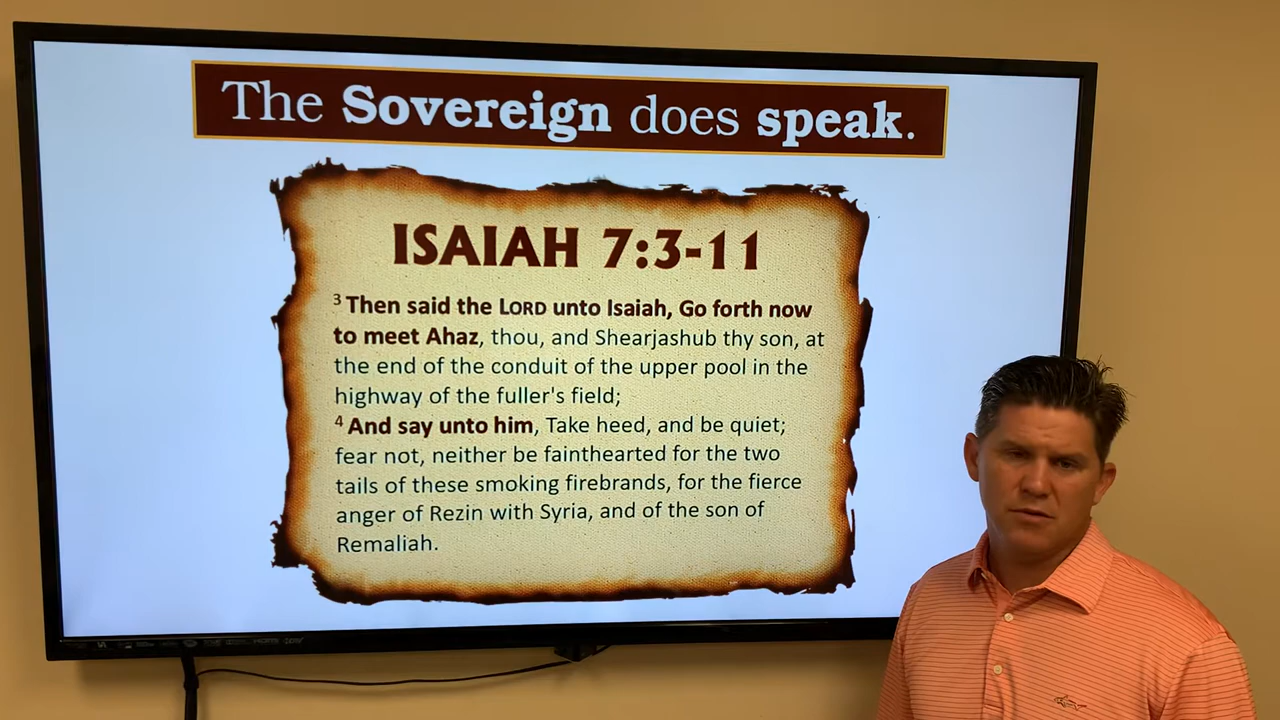 The Sovereign does speak.
ISAIAH 7:3-11
3 Then said the LORD unto Isaiah, Go forth now
to meet Ahaz, thou, and Shearjashub thy son, at
the end of the conduit of the upper pool in the
highway of the fuller's field;
4 And say unto him, Take heed, and be quiet;
fear not, neither be fainthearted for the two
tails of these smoking firebrands, for the fierce
anger of Rezin with Syria, and of the son of
Remaliah.